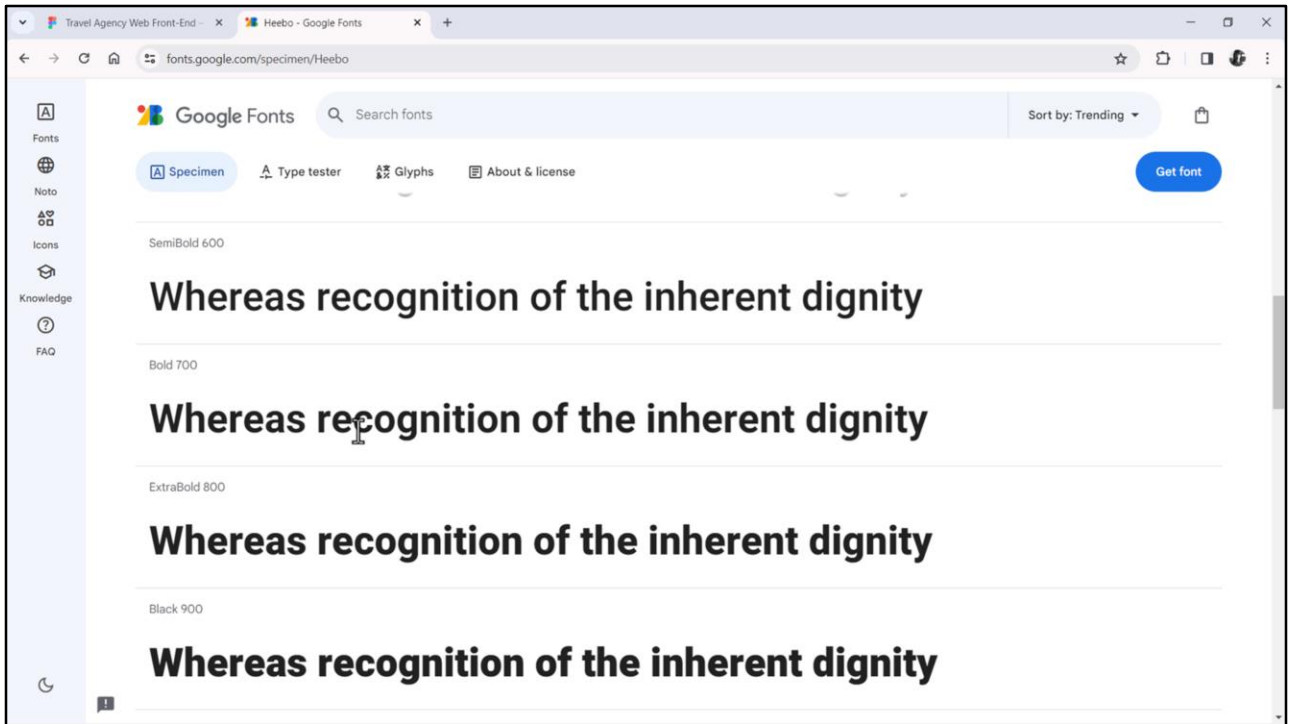 Travel Agency Web Front-End -
Heebo - Google Fonts
fonts.google.com/specimen/Heebo
Fonts
Noto
Icons
Knowledge
FAQ
Google Fonts
Search fonts
Sort by: Trending
Specimen
Type tester
Glyphs
About & license
Get font
SemiBold 600
Whereas recognition of the inherent dignity
Bold 700
Whereas recognition of the inherent dignity
ExtraBold 800
Whereas recognition of the inherent dignity
Black 900
Whereas recognition of the inherent dignity